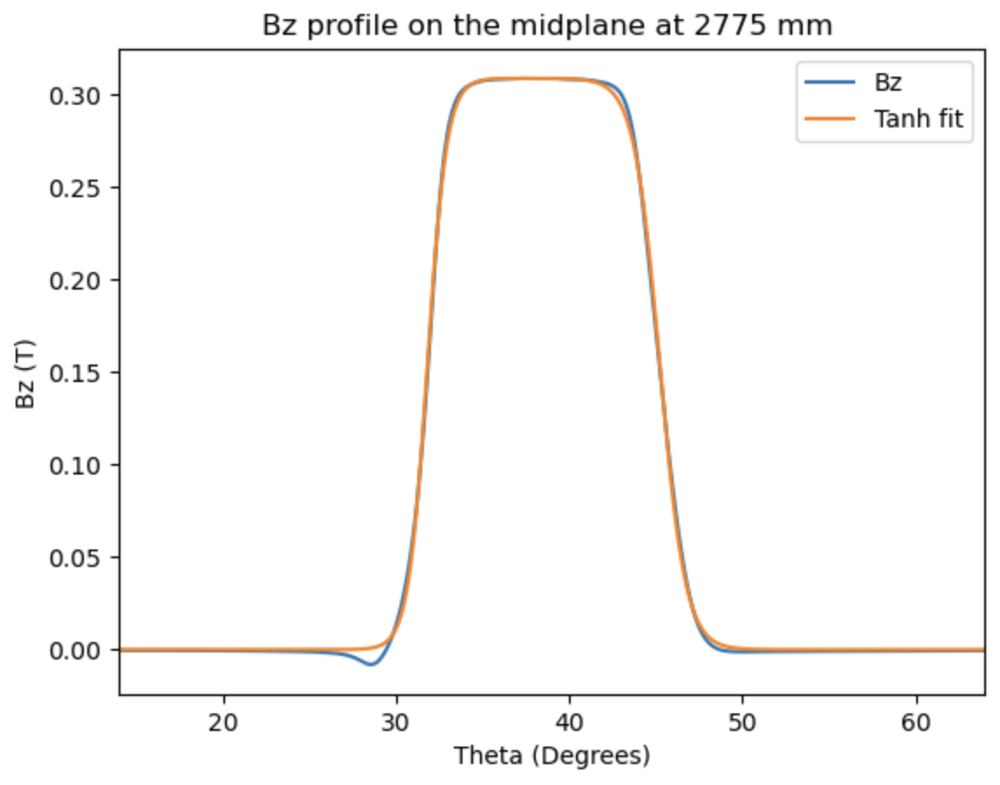 Bz profile on the midplane at 2775 mm
Bz
Tanh fit
0.30
0.25
0.20
0.15
0.10
0.05
0.00
Bz (T)
20 30 40 50 60
Theta (Degrees)